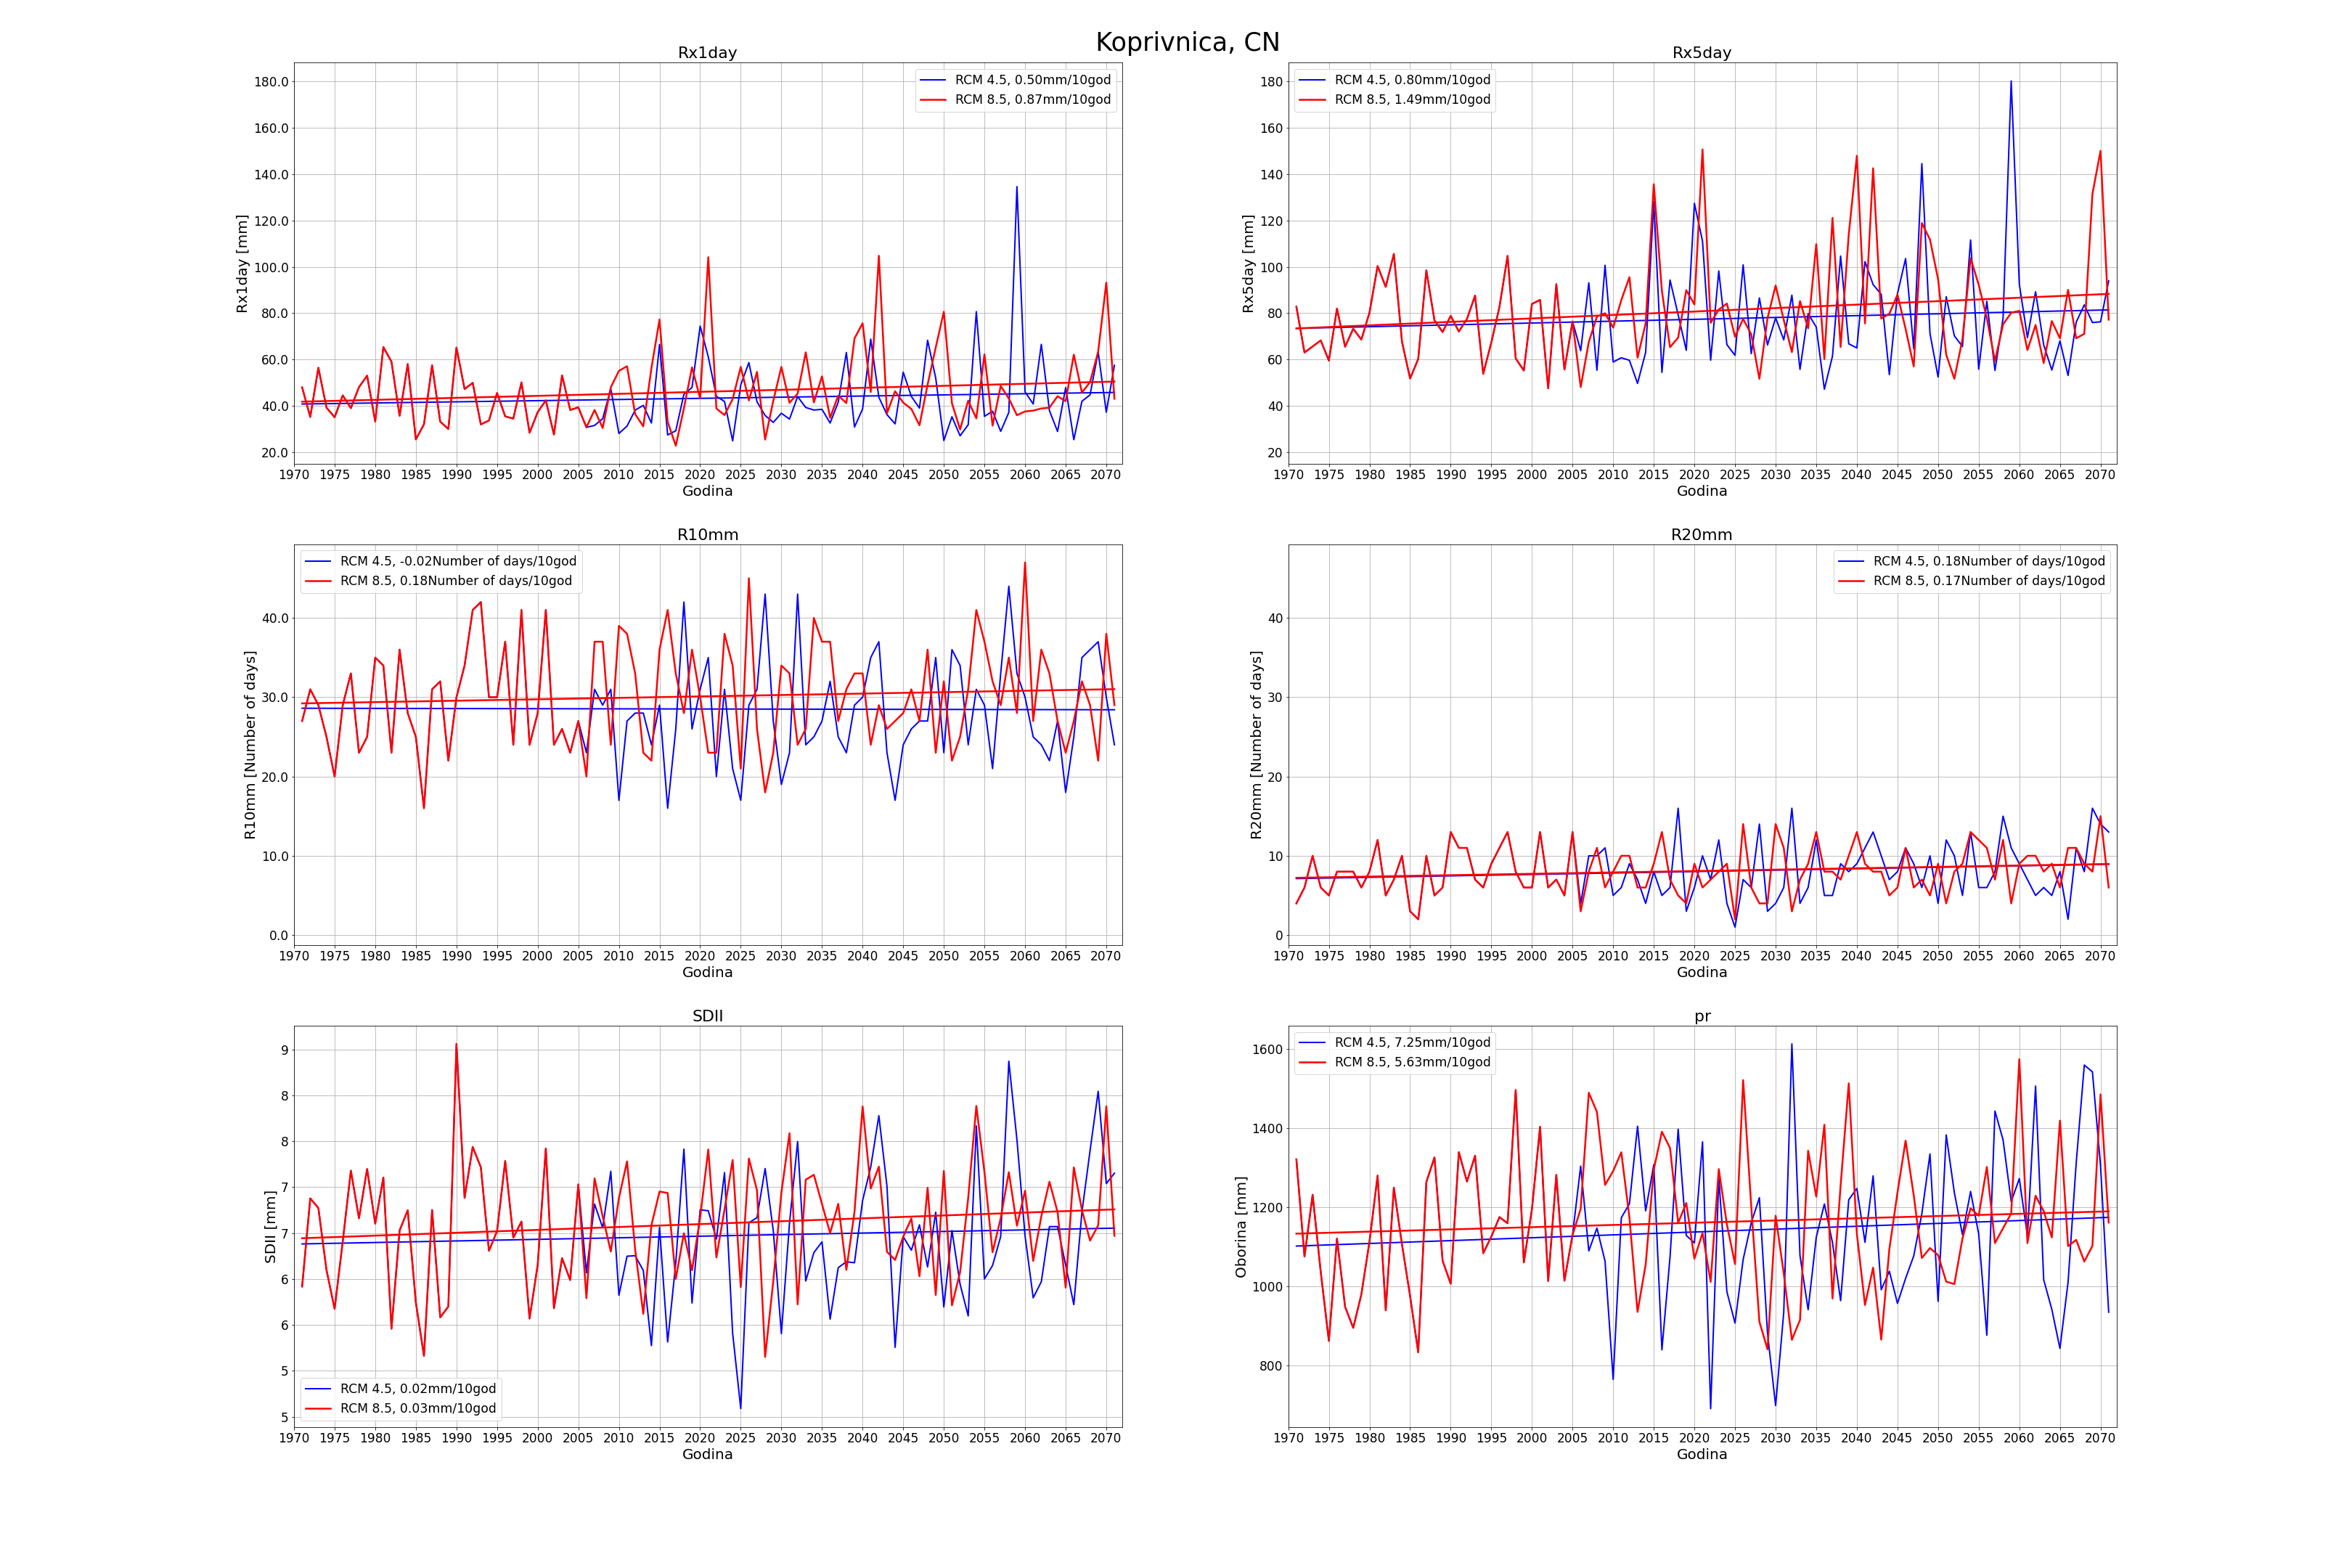 Koprivnica, CN
Rx1day
RCM 4.5, 0.50mm/10god
RCM 8.5, 0.87mm/10god
Rx1day [mm]
180.0
160.0
140.0
120.0
100.0
80.0
60.0
40.0
20.0
1970 1975 1980 1985 1990 1995 2000 2005 2010 2015 2020 2025 2030 2035 2040 2045 2050 2055 2060 2065 2070
Godina
Rx5day
RCM 4.5, 0.80mm/10god
RCM 8.5, 1.49mm/10god
Rx5day [mm]
180
160
140
120
100
80
60
40
20
1970 1975 1980 1985 1990 1995 2000 2005 2010 2015 2020 2025 2030 2035 2040 2045 2050 2055 2060 2065 2070
Godina
R10mm
RCM 4.5, -0.02Number of days/10god
RCM 8.5, 0.18Number of days/10god
R10mm [Number of days]
40.0
30.0
20.0
10.0
0.0
1970 1975 1980 1985 1990 1995 2000 2005 2010 2015 2020 2025 2030 2035 2040 2045 2050 2055 2060 2065 2070
Godina
R20mm
RCM 4.5, 0.18Number of days/10god
RCM 8.5, 0.17Number of days/10god
R20mm [Number of days]
40
30
20
10
0
1970 1975 1980 1985 1990 1995 2000 2005 2010 2015 2020 2025 2030 2035 2040 2045 2050 2055 2060 2065 2070
Godina
SDII
SDII [mm]
9
8
8
7
7
6
6
5
5
RCM 4.5, 0.02mm/10god
RCM 8.5, 0.03mm/10god
1970 1975 1980 1985 1990 1995 2000 2005 2010 2015 2020 2025 2030 2035 2040 2045 2050 2055 2060 2065 2070
Godina
pr
RCM 4.5, 7.25mm/10god
RCM 8.5, 5.63mm/10god
Oborina [mm]
1600
1400
1200
1000
800
1970 1975 1980 1985 1990 1995 2000 2005 2010 2015 2020 2025 2030 2035 2040 2045 2050 2055 2060 2065 2070
Godina